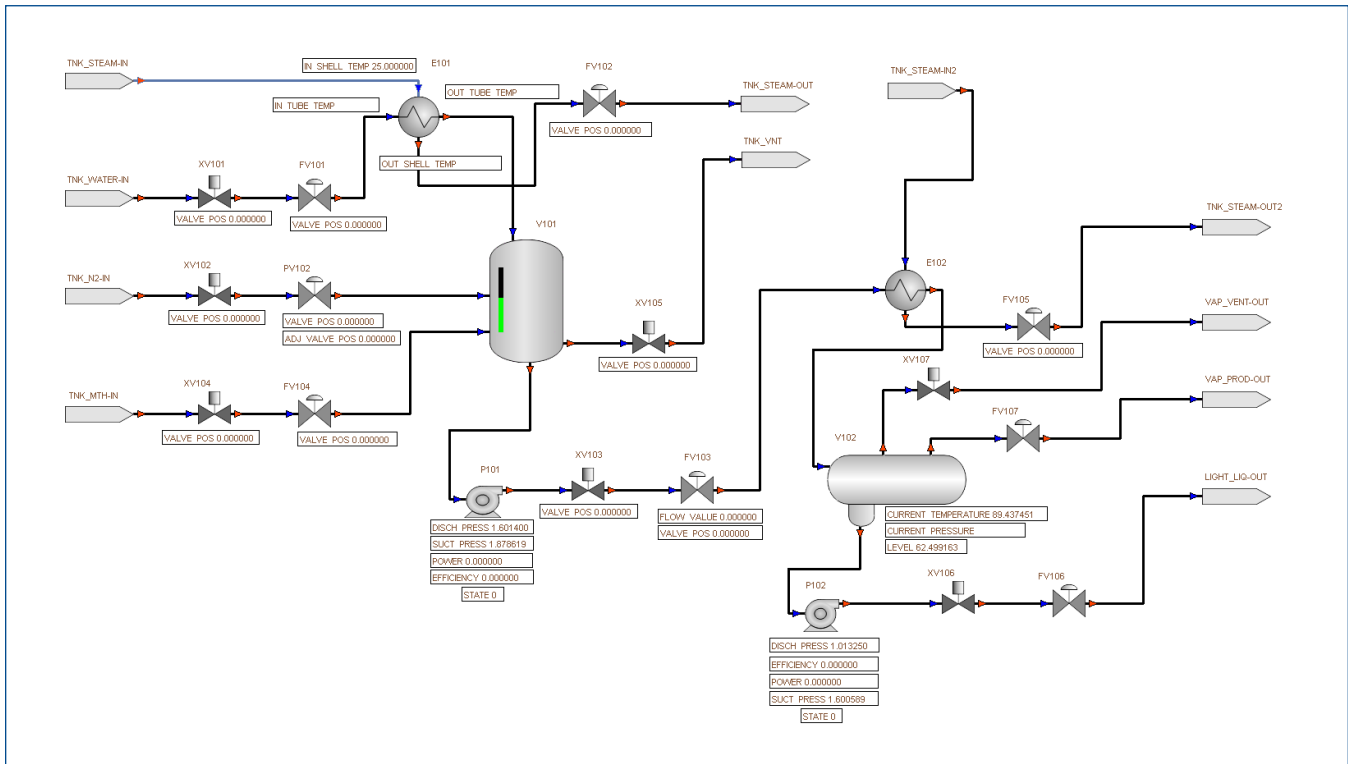 TNK_STEAM-IN
IN SHELL TEMP 25.000000
E101
FV102
TNK_STEAM-OUT
TNK_STEAM-IN2
IN TUBE TEMP
OUT TUBE TEMP
VALVE POS 0.000000
TNK_VNT
OUT SHELL TEMP
XV101
FV101
TNK_WATER-IN
VALVE POS 0.000000
VALVE POS 0.000000
V101
TNK_STEAM-OUT2
XV102
PV102
TNK_N2-IN
E102
VALVE POS 0.000000
VALVE POS 0.000000
ADJ VALVE POS 0.000000
XV105
VALVE POS 0.000000
FV105
VALVE POS 0.000000
VAP_VENT-OUT
XV107
XV104
FV104
TNK_MTH-IN
VALVE POS 0.000000
VALVE POS 0.000000
VAP_PROD-OUT
FV107
V102
P101
XV103
FV103
VALVE POS 0.000000
FLOW VALUE 0.000000
VALVE POS 0.000000
LIGHT_LIQ-OUT
CURRENT TEMPERATURE 89.437451
CURRENT PRESSURE
LEVEL 62.499163
DISCH PRESS 1.601400
SUCT PRESS 1.878619
POWER 0.000000
EFFICIENCY 0.000000
STATE 0
P102
XV106
FV106
DISCH PRESS 1.013250
EFFICIENCY 0.000000
POWER 0.000000
SUCT PRESS 1.600589
STATE 0